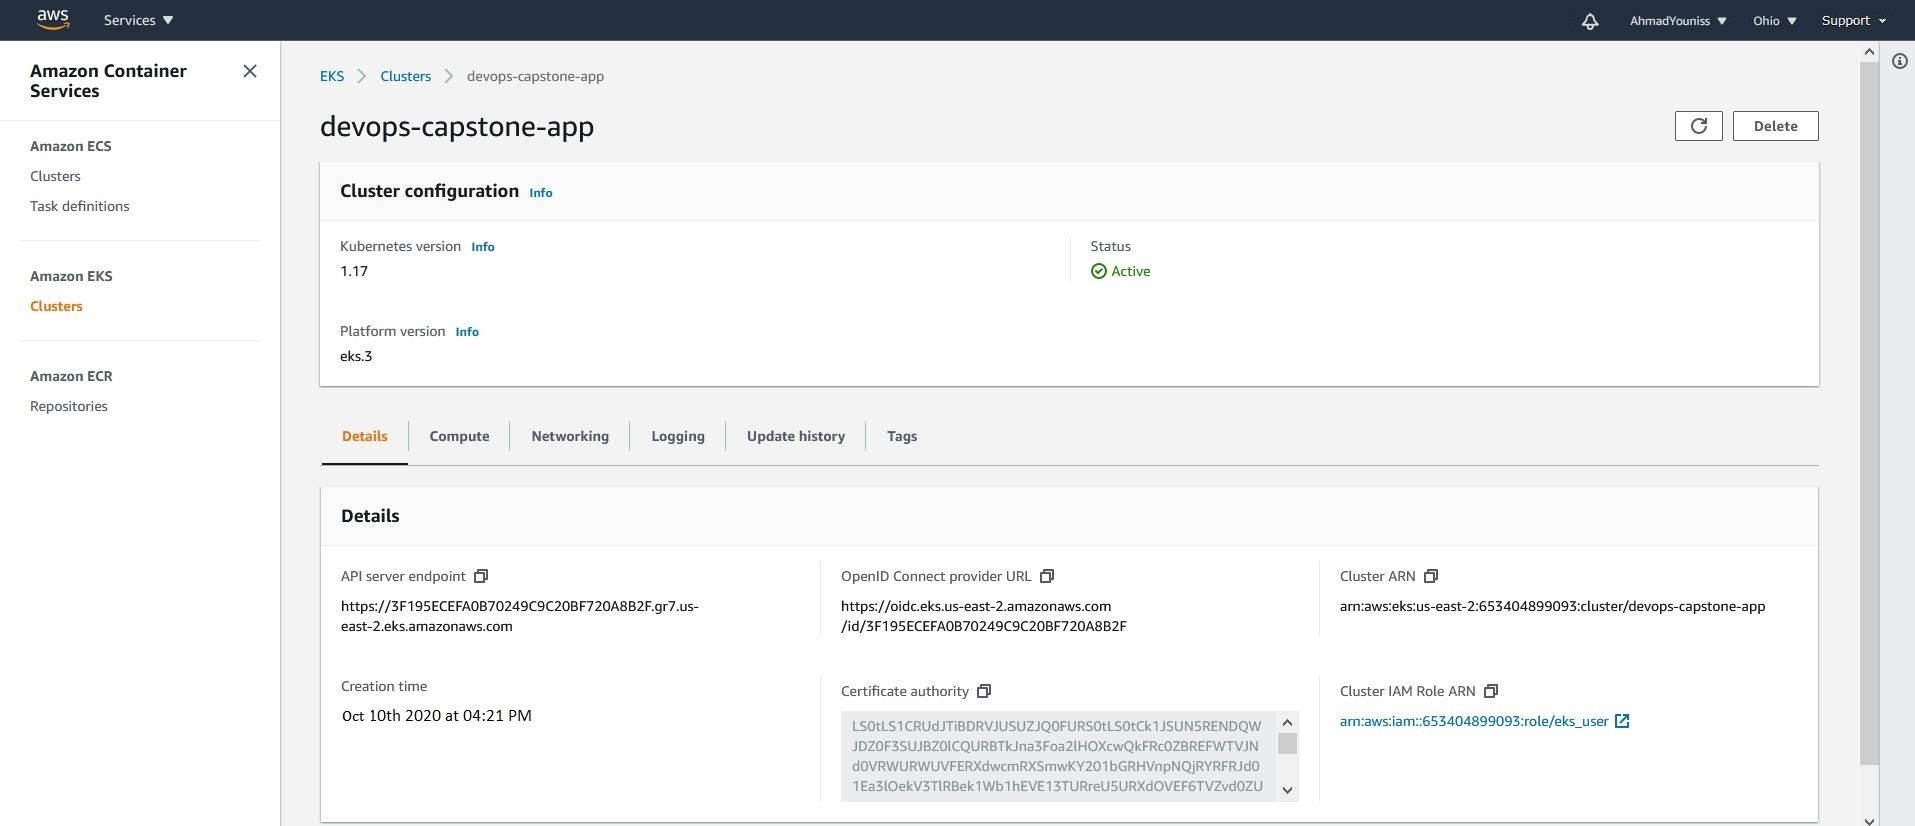 aws
Services
AhmadYouniss
Ohio
Support
Amazon Container
Services
Amazon ECS
Clusters
Task definitions
Amazon EKS
Clusters
Amazon ECR
Repositories
EKS
Clusters
devops-capstone-app
devops-capstone-app
Delete
Cluster configuration Info
Kubernetes version Info
1.17
Status
Active
Platform version Info
eks.3
Details
Compute
Networking
Logging
Update history
Tags
Details
API server endpoint
https://3F195ECEFA0B70249C9C20BF720A8B2F.gr7.us-
east-2.eks.amazonaws.com
OpenID Connect provider URL
https://oidc.eks.us-east-2.amazonaws.com
/id/3F195ECEFA0B70249C9C20BF720A8B2F
Cluster ARN
arn:aws:eks:us-east-2:653404899093:cluster/devops-capstone-app
Creation time
Oct 10th 2020 at 04:21 PM
Certificate authority
Cluster IAM Role ARN
arn:aws:iam::653404899093:role/eks_user